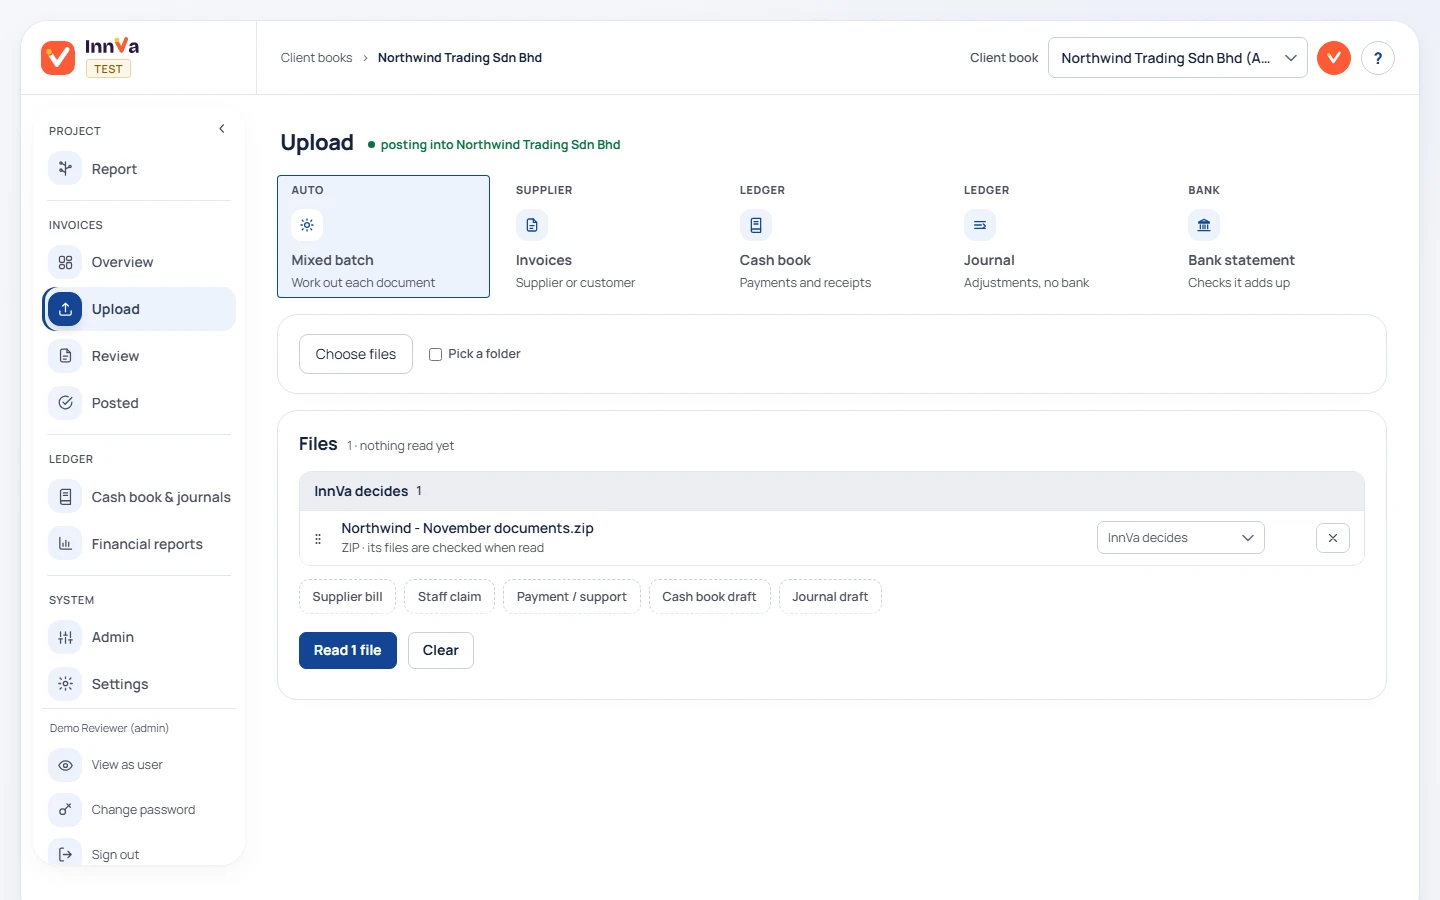 InnVa
TEST
Client books › Northwind Trading Sdn Bhd
Client book
Northwind Trading Sdn Bhd (A...
?
PROJECT
Report
INVOICES
Overview
Upload
Review
Posted
LEDGER
Cash book & journals
Financial reports
SYSTEM
Admin
Settings
Demo Reviewer (admin)
View as user
Change password
Sign out
Upload
posting into Northwind Trading Sdn Bhd
AUTO
Mixed batch
Work out each document
SUPPLIER
Invoices
Supplier or customer
LEDGER
Cash book
Payments and receipts
LEDGER
Journal
Adjustments, no bank
BANK
Bank statement
Checks it adds up
Choose files
Pick a folder
Files 1 · nothing read yet
InnVa decides 1
Northwind - November documents.zip
ZIP · its files are checked when read
InnVa decides
Supplier bill
Staff claim
Payment / support
Cash book draft
Journal draft
Read 1 file
Clear